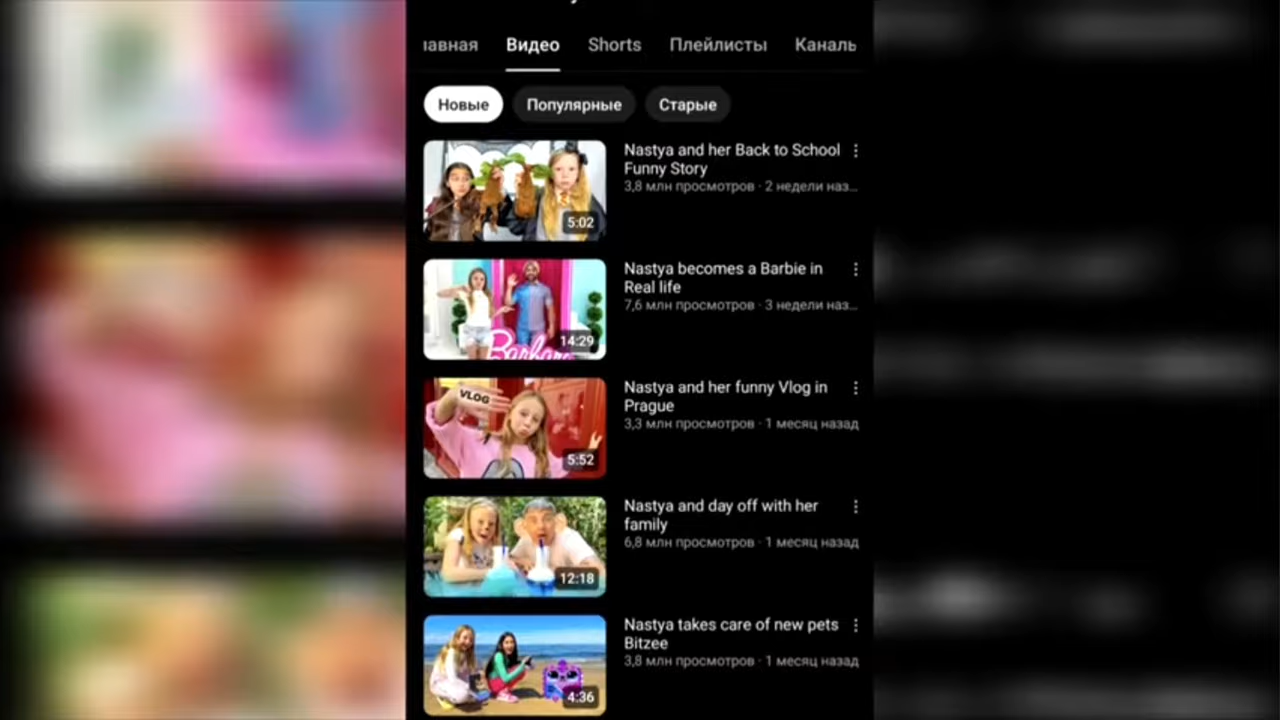 лавная Видео Shorts Плейлисты Каналь
Новые Популярные Старые
Nastya and her Back to School
Funny Story
3,8 млн просмотров · 2 недели наз...
5:02
Nastya becomes a Barbie in
Real life
7,6 млн просмотров · 3 недели наз...
14:29
Barbie
Nastya and her funny Vlog in
Prague
3,3 млн просмотров · 1 месяц назад
VLOG
5:52
Nastya and day off with her
family
6,8 млн просмотров · 1 месяц назад
12:18
Nastya takes care of new pets
Bitzee
3,8 млн просмотров · 1 месяц назад
4:36